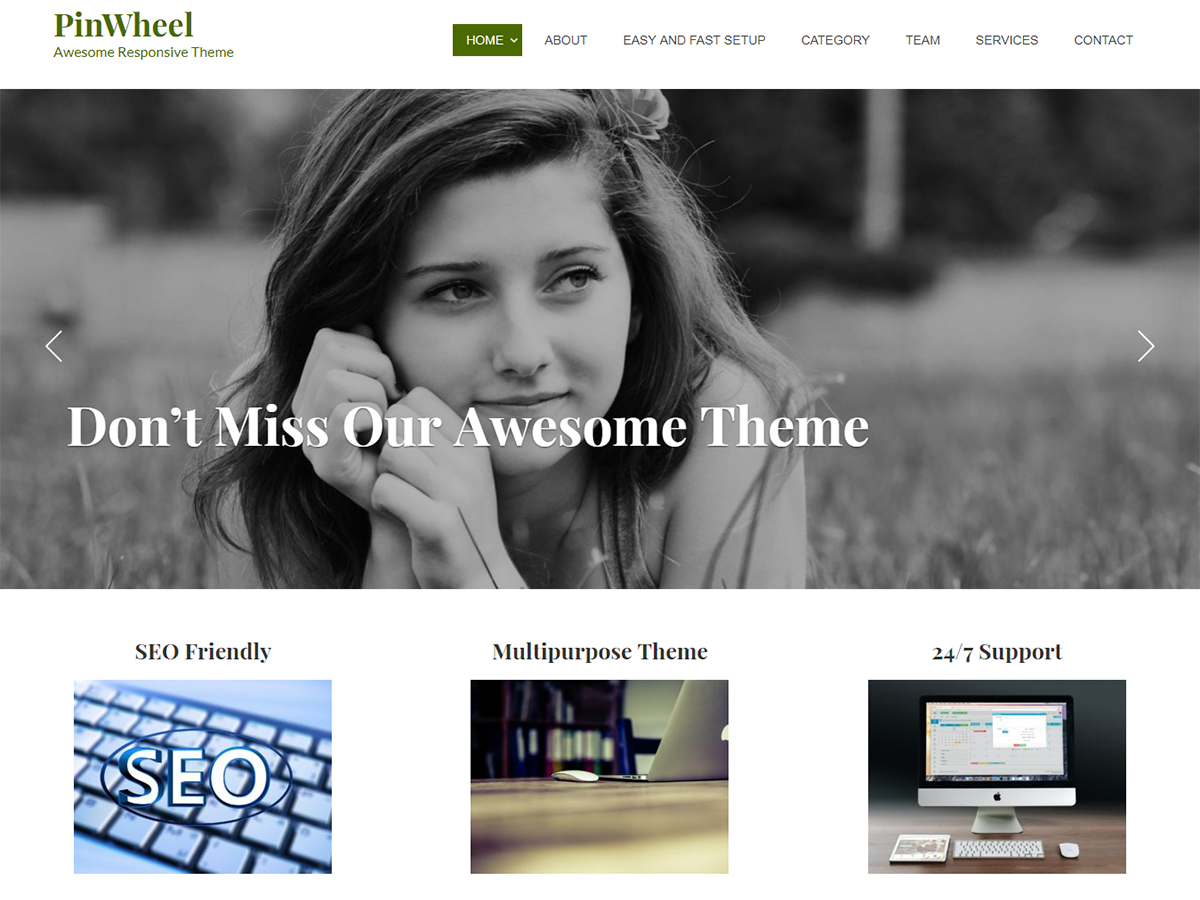 PinWheel
Awesome Responsive Theme
HOME ABOUT EASY AND FAST SETUP CATEGORY TEAM SERVICES CONTACT
Don’t Miss Our Awesome Theme
SEO Friendly Multipurpose Theme 24/7 Support
SEO